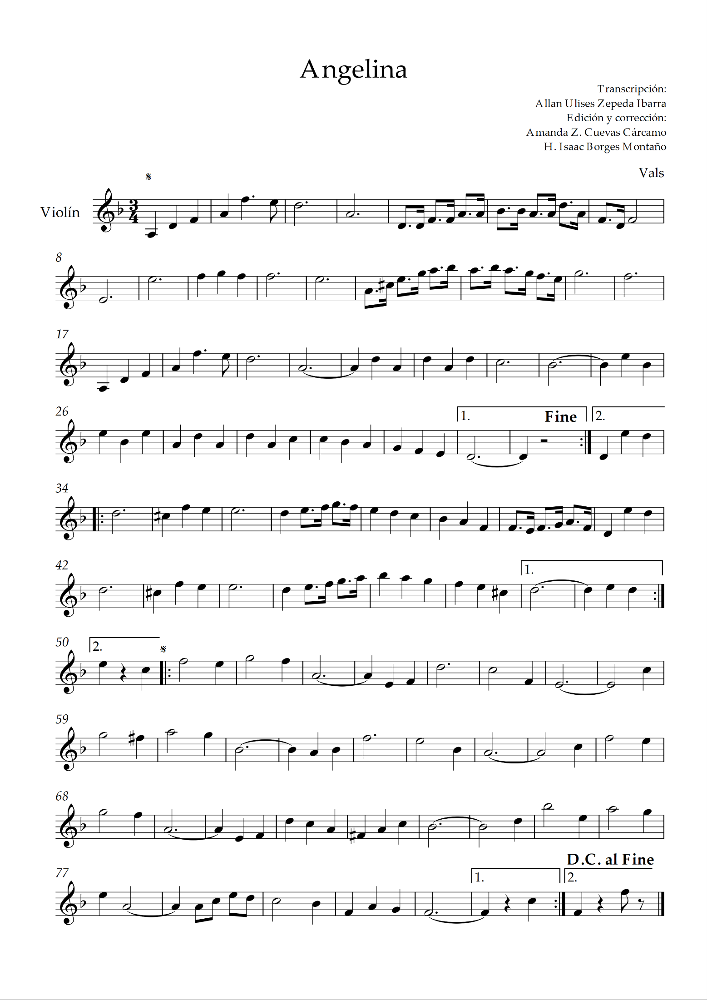 Angelina
Transcripción:
Allan Ulises Zepeda Ibarra
Edición y corrección:
Amanda Z. Cuevas Cárcamo
H. Isaac Borges Montaño
Vals
Violín
3
4
8
17
26
1.
Fine
2.
34
42
1.
50
2.
59
68
D.C. al Fine
77
1.
2.